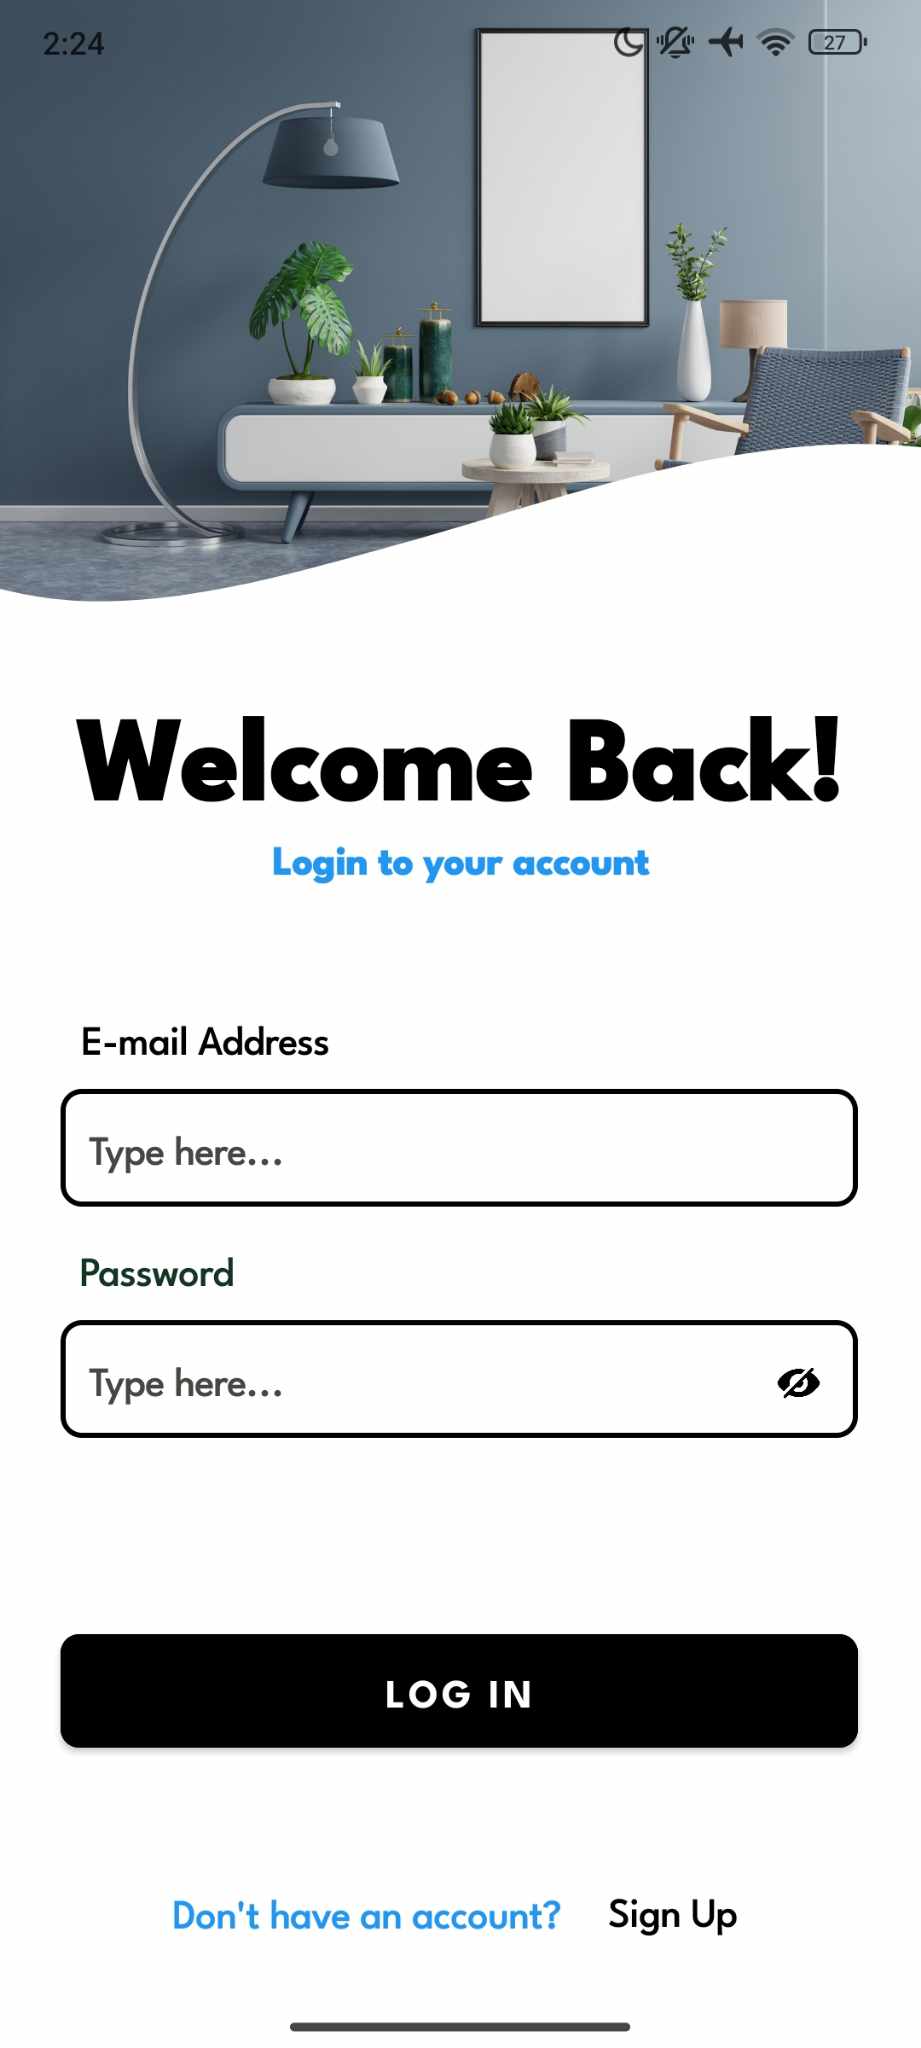 2:24 27
Welcome Back!
Login to your account
E-mail Address
Type here...
Password
Type here...
LOG IN
Don't have an account? Sign Up